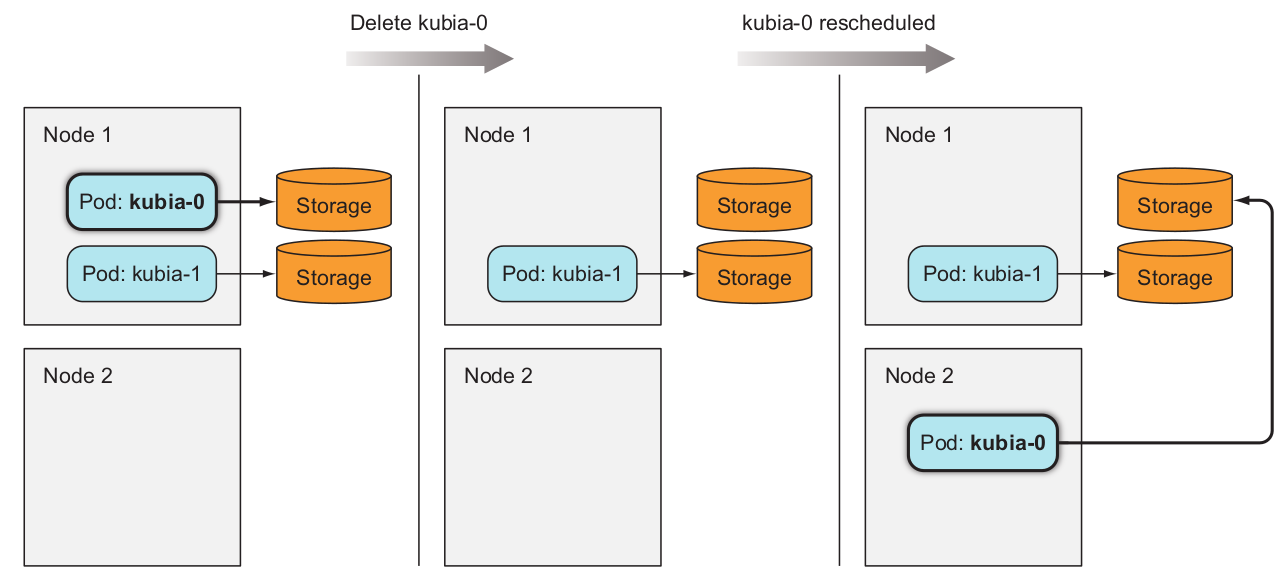 Delete kubia-0
kubia-0 rescheduled
Node 1
Pod: kubia-0
Storage
Pod: kubia-1
Storage
Node 2
Node 1
Storage
Pod: kubia-1
Storage
Node 2
Node 1
Storage
Pod: kubia-1
Storage
Node 2
Pod: kubia-0